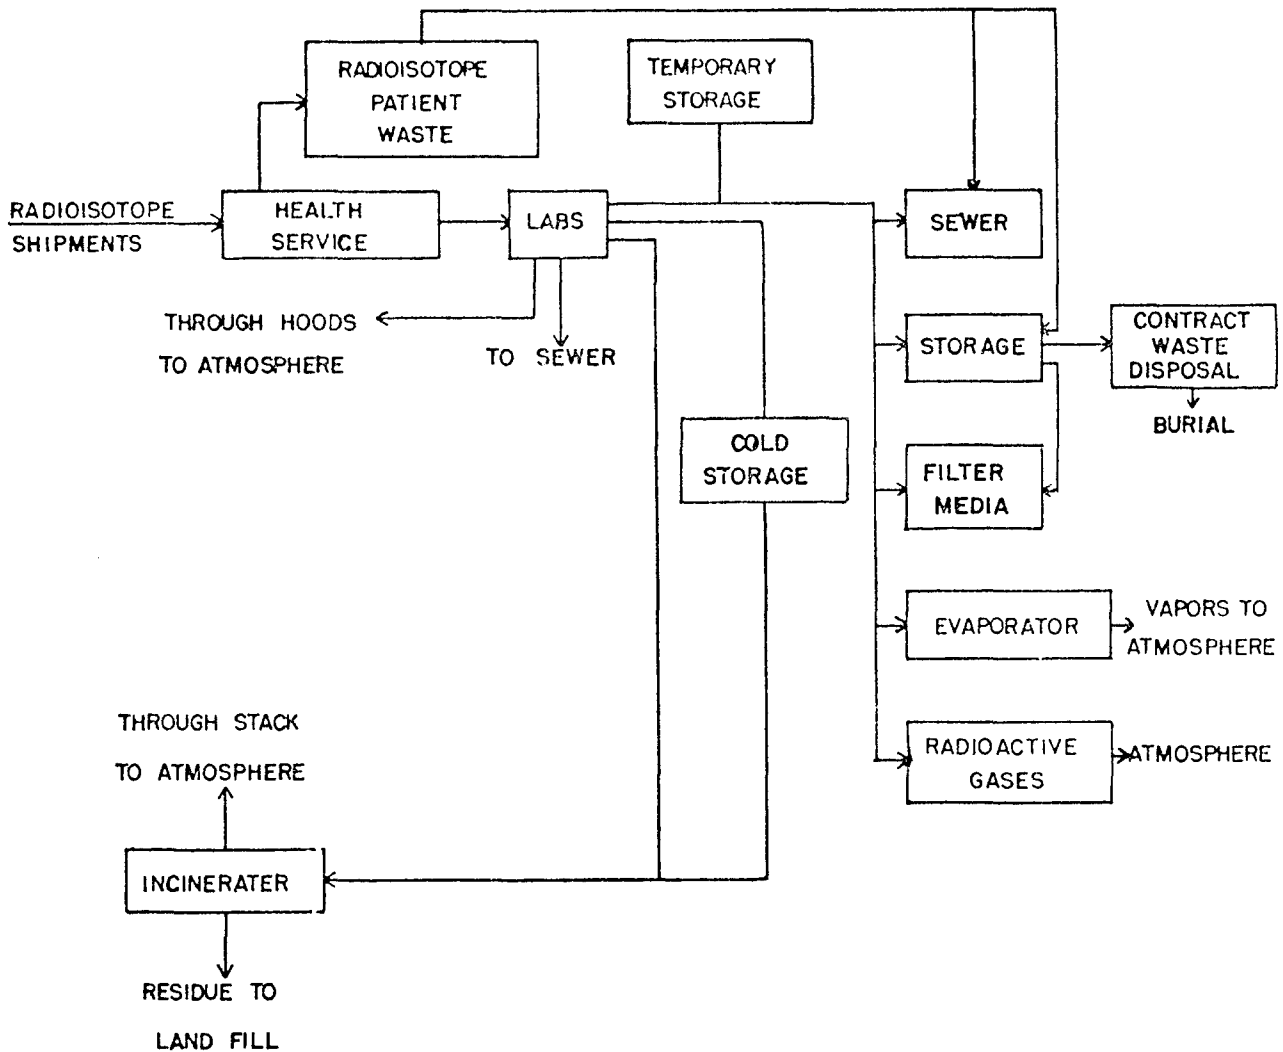 RADIOISOTOPE
PATIENT
WASTE
TEMPORARY
STORAGE
RADIOISOTOPE
SHIPMENTS
HEALTH
SERVICE
LABS
SEWER
THROUGH HOODS
TO ATMOSPHERE
TO SEWER
STORAGE
CONTRACT
WASTE
DISPOSAL
BURIAL
COLD
STORAGE
FILTER
MEDIA
EVAPORATOR
VAPORS TO
ATMOSPHERE
THROUGH STACK
TO ATMOSPHERE
RADIOACTIVE
GASES
ATMOSPHERE
INCINERATER
RESIDUE TO
LAND FILL